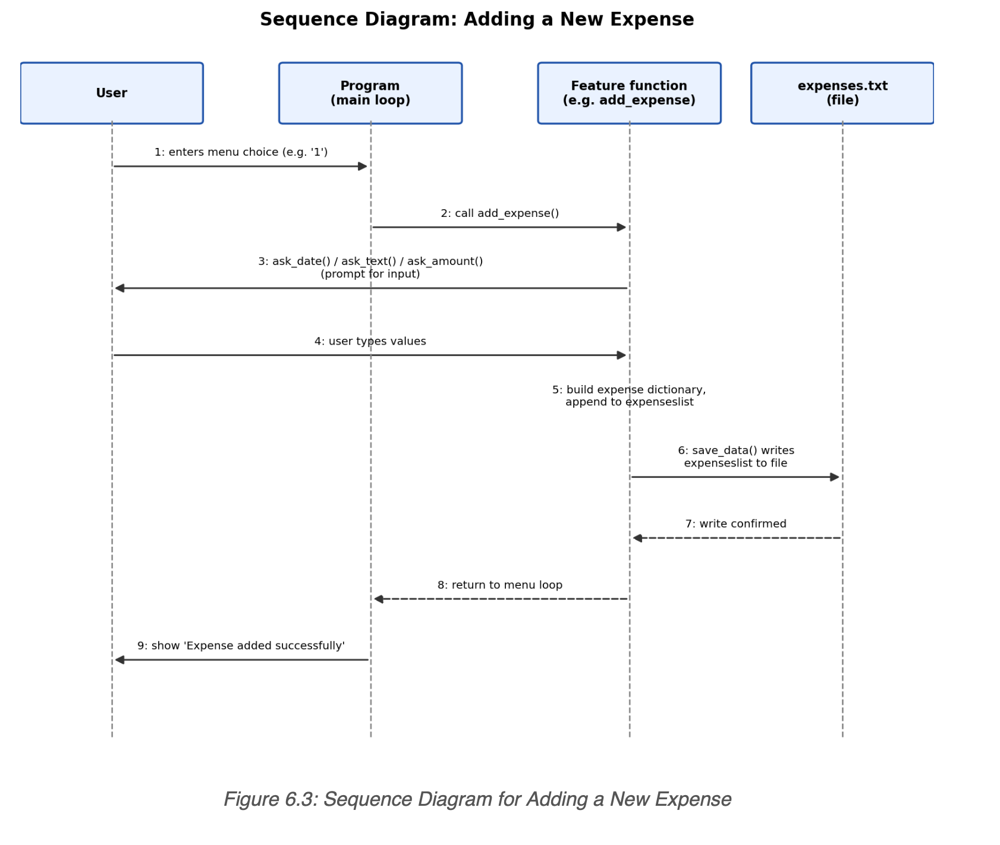 Sequence Diagram: Adding a New Expense
User
Program
(main loop)
Feature function
(e.g. add_expense)
expenses.txt
(file)
1: enters menu choice (e.g. '1')
2: call add_expense()
3: ask_date() / ask_text() / ask_amount()
(prompt for input)
4: user types values
5: build expense dictionary,
append to expenseslist
6: save_data() writes
expenseslist to file
7: write confirmed
8: return to menu loop
9: show 'Expense added successfully'
Figure 6.3: Sequence Diagram for Adding a New Expense